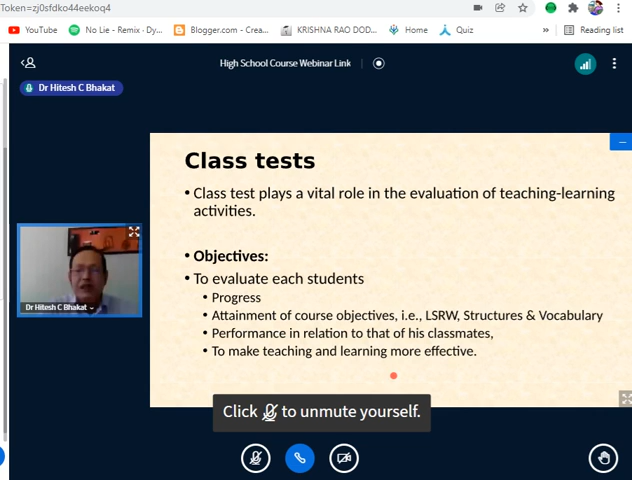 Token=zj0sfdko44eekoq4
YouTube
No Lie - Remix · Dy...
Blogger.com - Crea...
KRISHNA RAO DOD...
Home
Quiz
»
Reading list
High School Course Webinar Link
Dr Hitesh C Bhakat
Class tests
• Class test plays a vital role in the evaluation of teaching-learning
activities.
• Objectives:
• To evaluate each students
• Progress
• Attainment of course objectives, i.e., LSRW, Structures & Vocabulary
• Performance in relation to that of his classmates,
• To make teaching and learning more effective.
Dr Hitesh C Bhakat
Click to unmute yourself.